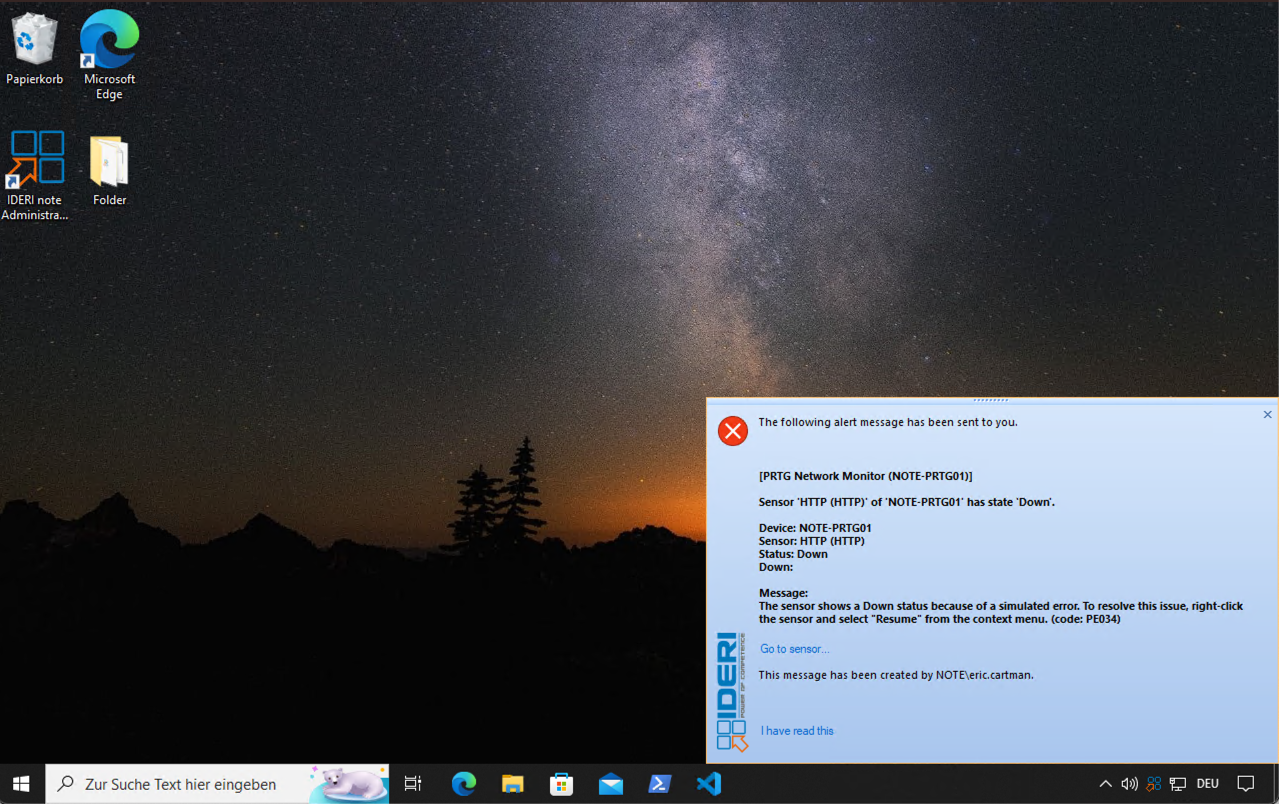 Papierkorb
Microsoft
Edge
IDERI note
Administra...
Folder
The following alert message has been sent to you.
[PRTG Network Monitor (NOTE-PRTG01)]
Sensor 'HTTP (HTTP)' of 'NOTE-PRTG01' has state 'Down'.
Device: NOTE-PRTG01
Sensor: HTTP (HTTP)
Status: Down
Down:
Message:
The sensor shows a Down status because of a simulated error. To resolve this issue, right-click
the sensor and select "Resume" from the context menu. (code: PE034)
Go to sensor...
This message has been created by NOTE\eric.cartman.
I have read this
IDERI
POWER OF COMPETENCE
Zur Suche Text hier eingeben
DEU